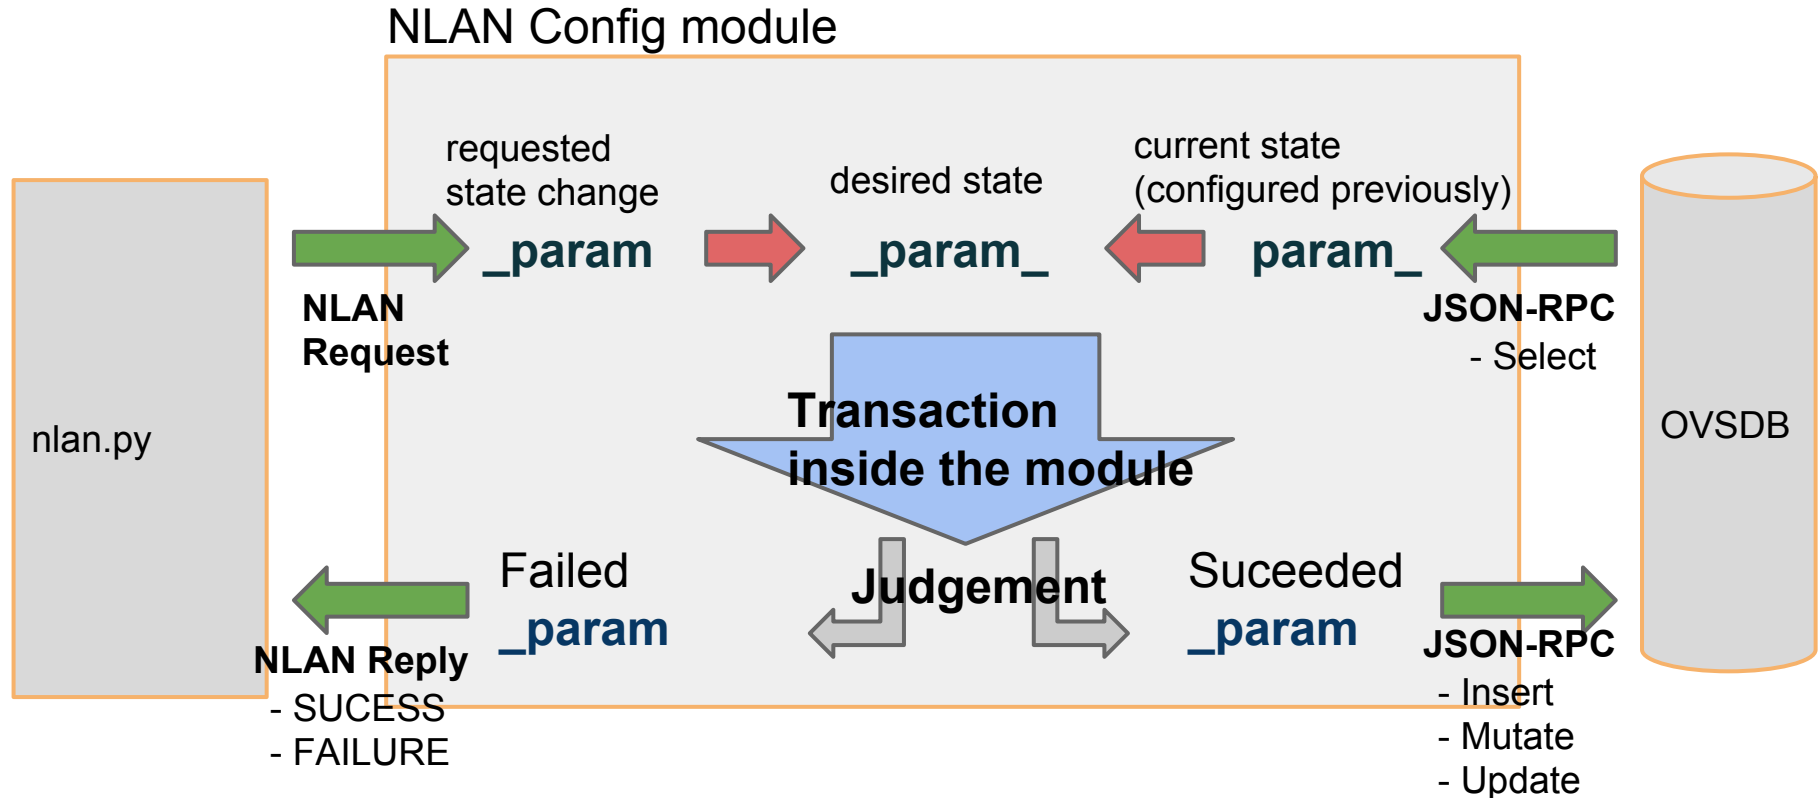 NLAN Config module
requested
state change
_param
desired state
_param_
current state
(configured previously)
param_
NLAN
Request
JSON-RPC
- Select
nlan.py
Transaction
inside the module
OVSDB
Failed
_param
Judgement
Suceeded
_param
NLAN Reply
- SUCESS
- FAILURE
JSON-RPC
- Insert
- Mutate
- Update